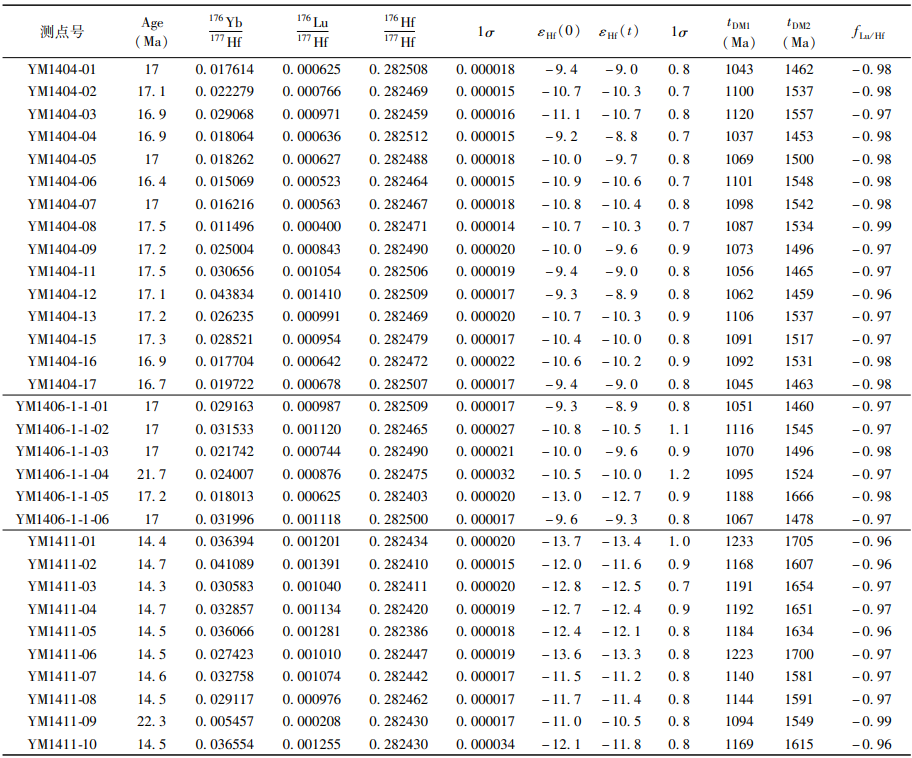 测点号 Age (Ma) 176Yb/177Hf 176Lu/177Hf 176Hf/177Hf 1σ εHf(0) εHf(t) 1σ tDM1 (Ma) tDM2 (Ma) fLu/Hf
YM1404-01 17 0.017614 0.000625 0.282508 0.000018 −9.4 −9.0 0.8 1043 1462 −0.98
YM1404-02 17.1 0.022279 0.000766 0.282469 0.000015 −10.7 −10.3 0.7 1100 1537 −0.98
YM1404-03 16.9 0.029068 0.000971 0.282459 0.000016 −11.1 −10.7 0.8 1120 1557 −0.97
YM1404-04 16.9 0.018064 0.000636 0.282512 0.000015 −9.2 −8.8 0.7 1037 1453 −0.98
YM1404-05 17 0.018262 0.000627 0.282488 0.000018 −10.0 −9.7 0.8 1069 1500 −0.98
YM1404-06 16.4 0.015069 0.000523 0.282464 0.000015 −10.9 −10.6 0.7 1101 1548 −0.98
YM1404-07 17 0.016216 0.000563 0.282467 0.000018 −10.8 −10.4 0.8 1098 1542 −0.98
YM1404-08 17.5 0.011496 0.000400 0.282471 0.000014 −10.7 −10.3 0.7 1087 1534 −0.99
YM1404-09 17.2 0.025004 0.000843 0.282490 0.000020 −10.0 −9.6 0.9 1073 1496 −0.97
YM1404-11 17.5 0.030656 0.001054 0.282506 0.000019 −9.4 −9.0 0.8 1056 1465 −0.97
YM1404-12 17.1 0.043834 0.001410 0.282509 0.000017 −9.3 −8.9 0.8 1062 1459 −0.96
YM1404-13 17.2 0.026235 0.000991 0.282469 0.000020 −10.7 −10.3 0.9 1106 1537 −0.97
YM1404-15 17.3 0.028521 0.000954 0.282479 0.000017 −10.4 −10.0 0.8 1091 1517 −0.97
YM1404-16 16.9 0.017704 0.000642 0.282472 0.000022 −10.6 −10.2 0.9 1092 1531 −0.98
YM1404-17 16.7 0.019722 0.000678 0.282507 0.000017 −9.4 −9.0 0.8 1045 1463 −0.98
YM1406-1-1-01 17 0.029163 0.000987 0.282509 0.000017 −9.3 −8.9 0.8 1051 1460 −0.97
YM1406-1-1-02 17 0.031533 0.001120 0.282465 0.000027 −10.8 −10.5 1.1 1116 1545 −0.97
YM1406-1-1-03 17 0.021742 0.000744 0.282490 0.000021 −10.0 −9.6 0.9 1070 1496 −0.98
YM1406-1-1-04 21.7 0.024007 0.000876 0.282475 0.000032 −10.5 −10.0 1.2 1095 1524 −0.97
YM1406-1-1-05 17.2 0.018013 0.000625 0.282403 0.000020 −13.0 −12.7 0.9 1188 1666 −0.98
YM1406-1-1-06 17 0.031996 0.001118 0.282500 0.000017 −9.6 −9.3 0.8 1067 1478 −0.97
YM1411-01 14.4 0.036394 0.001201 0.282434 0.000020 −13.7 −13.4 1.0 1233 1705 −0.96
YM1411-02 14.7 0.041089 0.001391 0.282410 0.000015 −12.0 −11.6 0.9 1168 1607 −0.96
YM1411-03 14.3 0.030583 0.001040 0.282411 0.000020 −12.8 −12.5 0.7 1191 1654 −0.97
YM1411-04 14.7 0.032857 0.001134 0.282420 0.000019 −12.7 −12.4 0.9 1192 1651 −0.97
YM1411-05 14.5 0.036066 0.001281 0.282386 0.000018 −12.4 −12.1 0.8 1184 1634 −0.96
YM1411-06 14.5 0.027423 0.001010 0.282447 0.000019 −13.6 −13.3 0.8 1223 1700 −0.97
YM1411-07 14.6 0.032758 0.001074 0.282442 0.000017 −11.5 −11.2 0.8 1140 1581 −0.97
YM1411-08 14.5 0.029117 0.000976 0.282462 0.000017 −11.7 −11.4 0.8 1144 1591 −0.97
YM1411-09 22.3 0.005457 0.000208 0.282430 0.000017 −11.0 −10.5 0.8 1094 1549 −0.99
YM1411-10 14.5 0.036554 0.001255 0.282430 0.000034 −12.1 −11.8 0.8 1169 1615 −0.96